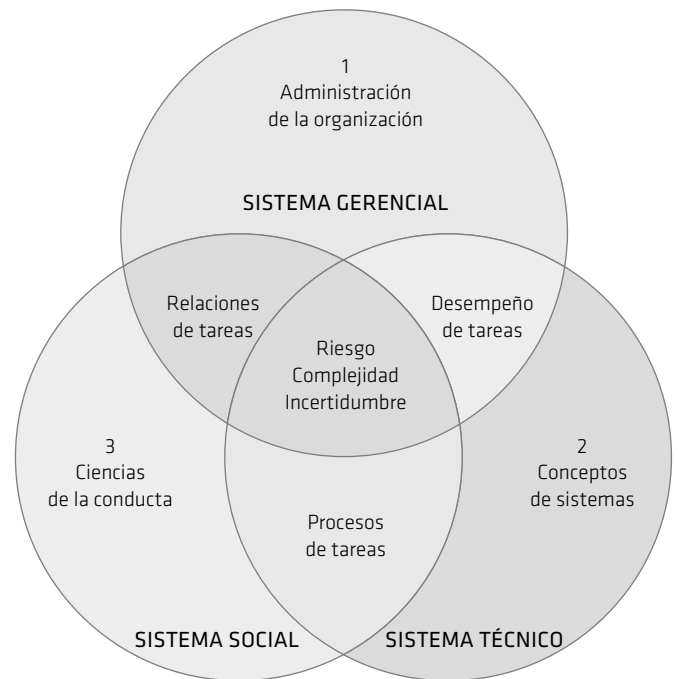 1
Administración
de la organización
SISTEMA GERENCIAL
Relaciones
de tareas
Desempeño
de tareas
Riesgo
Complejidad
Incertidumbre
3
Ciencias
de la conducta
2
Conceptos
de sistemas
Procesos
de tareas
SISTEMA SOCIAL
SISTEMA TÉCNICO